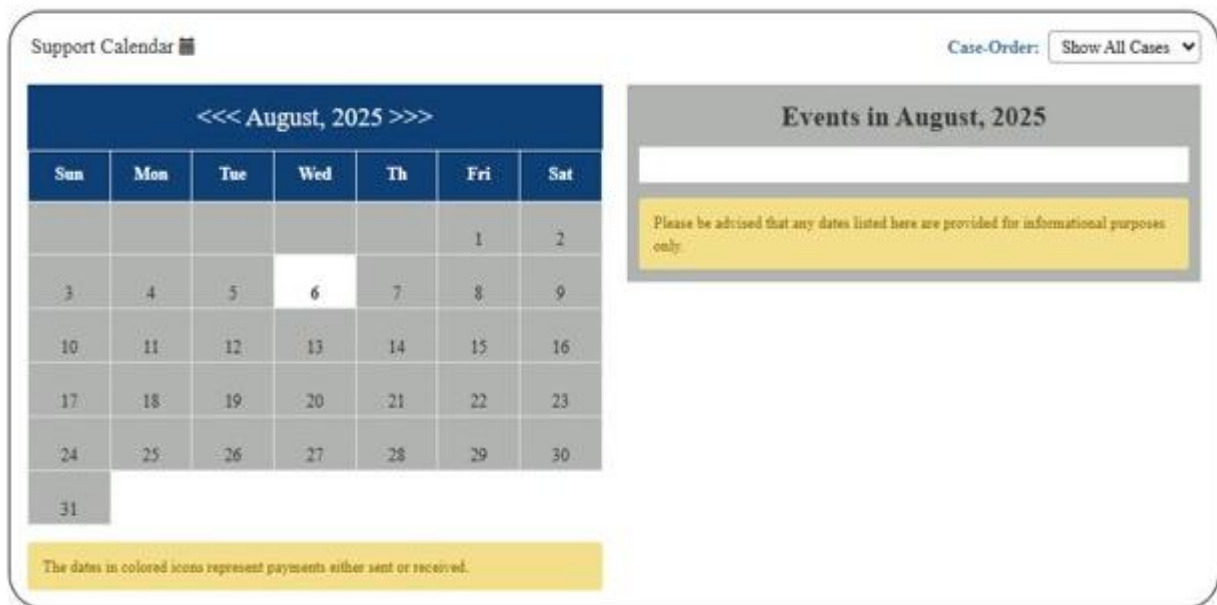 Support Calendar
Case-Order: Show All Cases
<<< August, 2025 >>>
Sun Mon Tue Wed Th Fri Sat
1 2
3 4 5 6 7 8 9
10 11 12 13 14 15 16
17 18 19 20 21 22 23
24 25 26 27 28 29 30
31
The dates in colored icons represent payments either sent or received.
Events in August, 2025
Please be advised that any dates listed here are provided for informational purposes
only.